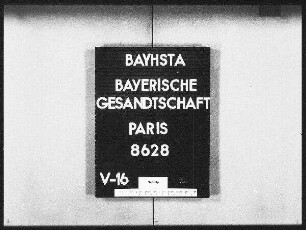 BAYHSTA
BAYERISCHE
GESANDTSCHAFT
PARIS
8628
V-16